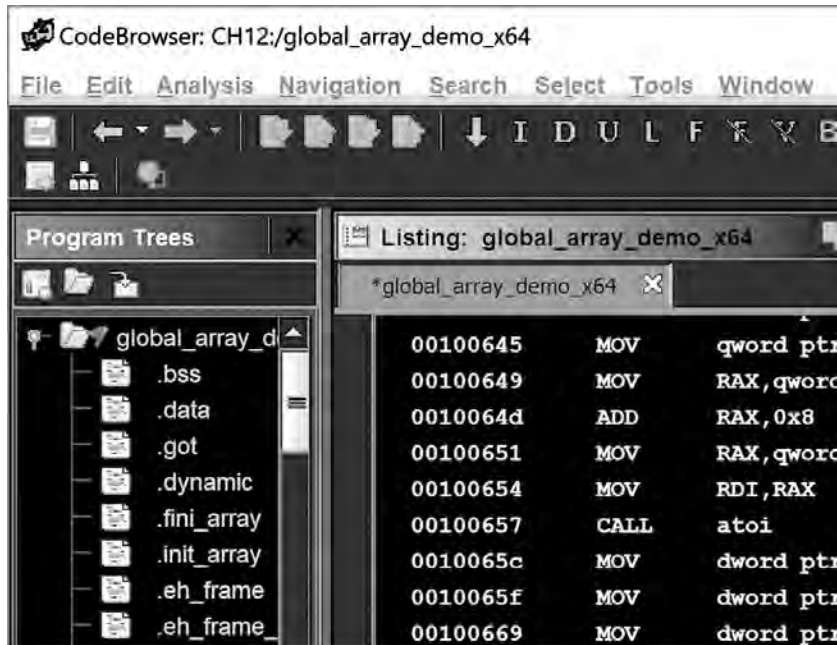 CodeBrowser: CH12:/global_array_demo_x64
File Edit Analysis Navigation Search Select Tools Window
I D U L F F V B
Program Trees
Listing: global_array_demo_x64
*global_array_demo_x64
global_array_d
.bss
.data
.got
.dynamic
.fini_array
.init_array
.eh_frame
.eh_frame_
00100645 MOV qword ptr
00100649 MOV RAX,qword
0010064d ADD RAX,0x8
00100651 MOV RAX,qword
00100654 MOV RDI,RAX
00100657 CALL atoi
0010065c MOV dword ptr
0010065f MOV dword ptr
00100669 MOV dword ptr